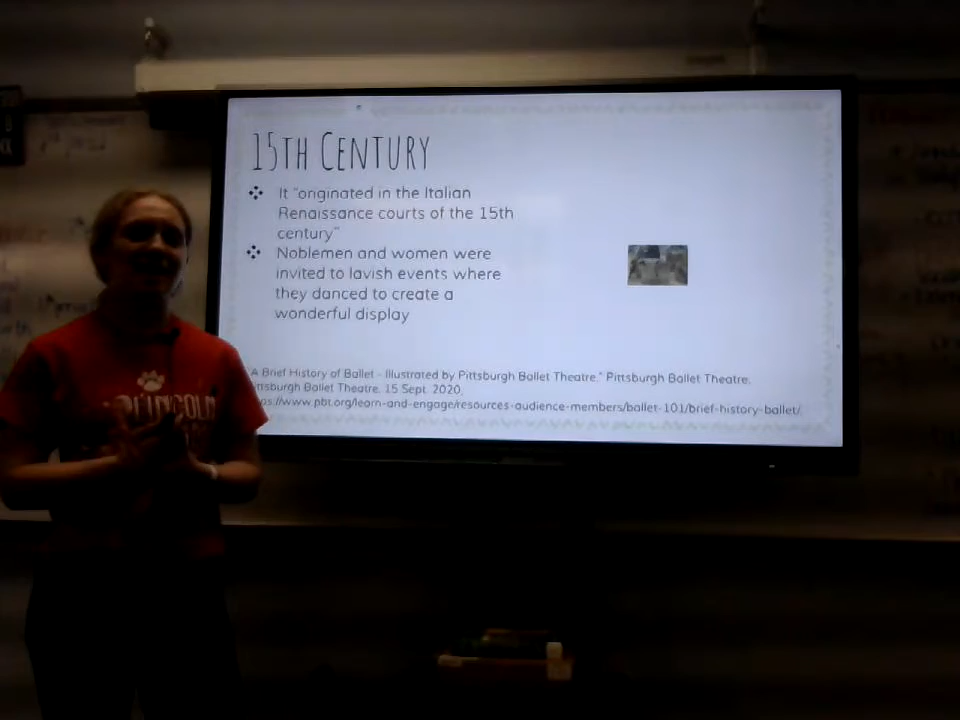 15TH CENTURY
❖ It "originated in the Italian
Renaissance courts of the 15th
century"
❖ Noblemen and women were
invited to lavish events where
they danced to create a
wonderful display
A Brief History of Ballet - Illustrated by Pittsburgh Ballet Theatre." Pittsburgh Ballet Theatre,
Pittsburgh Ballet Theatre, 15 Sept. 2020,
https://www.pbt.org/learn-and-engage/resources-audience-members/ballet-101/brief-history-ballet/.